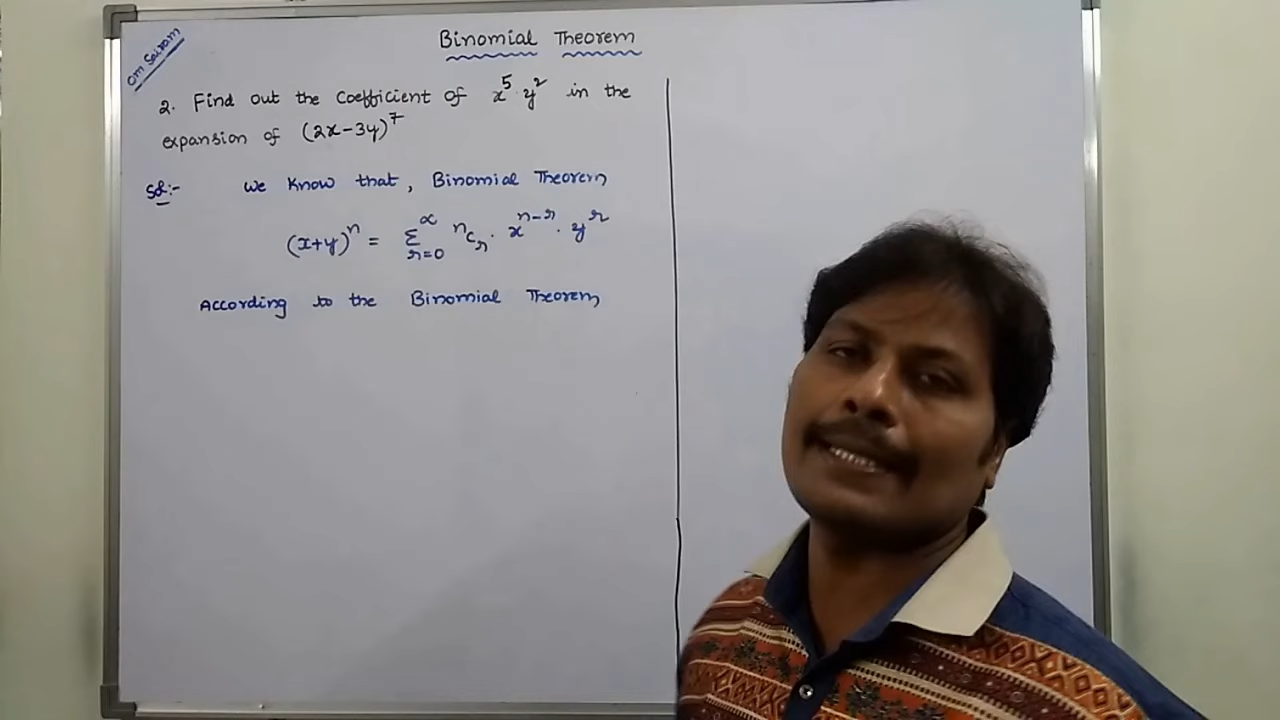 Om Sairam
Binomial Theorem
2. Find out the Coefficient of x⁵ y² in the
expansion of (2x-3y)⁷
Sol:- We Know that, Binomial Theorem
(x+y)ⁿ = Σ_{r=0}^{∝} ⁿC_r · x^{n-r} · y^r
According to the Binomial Theorem